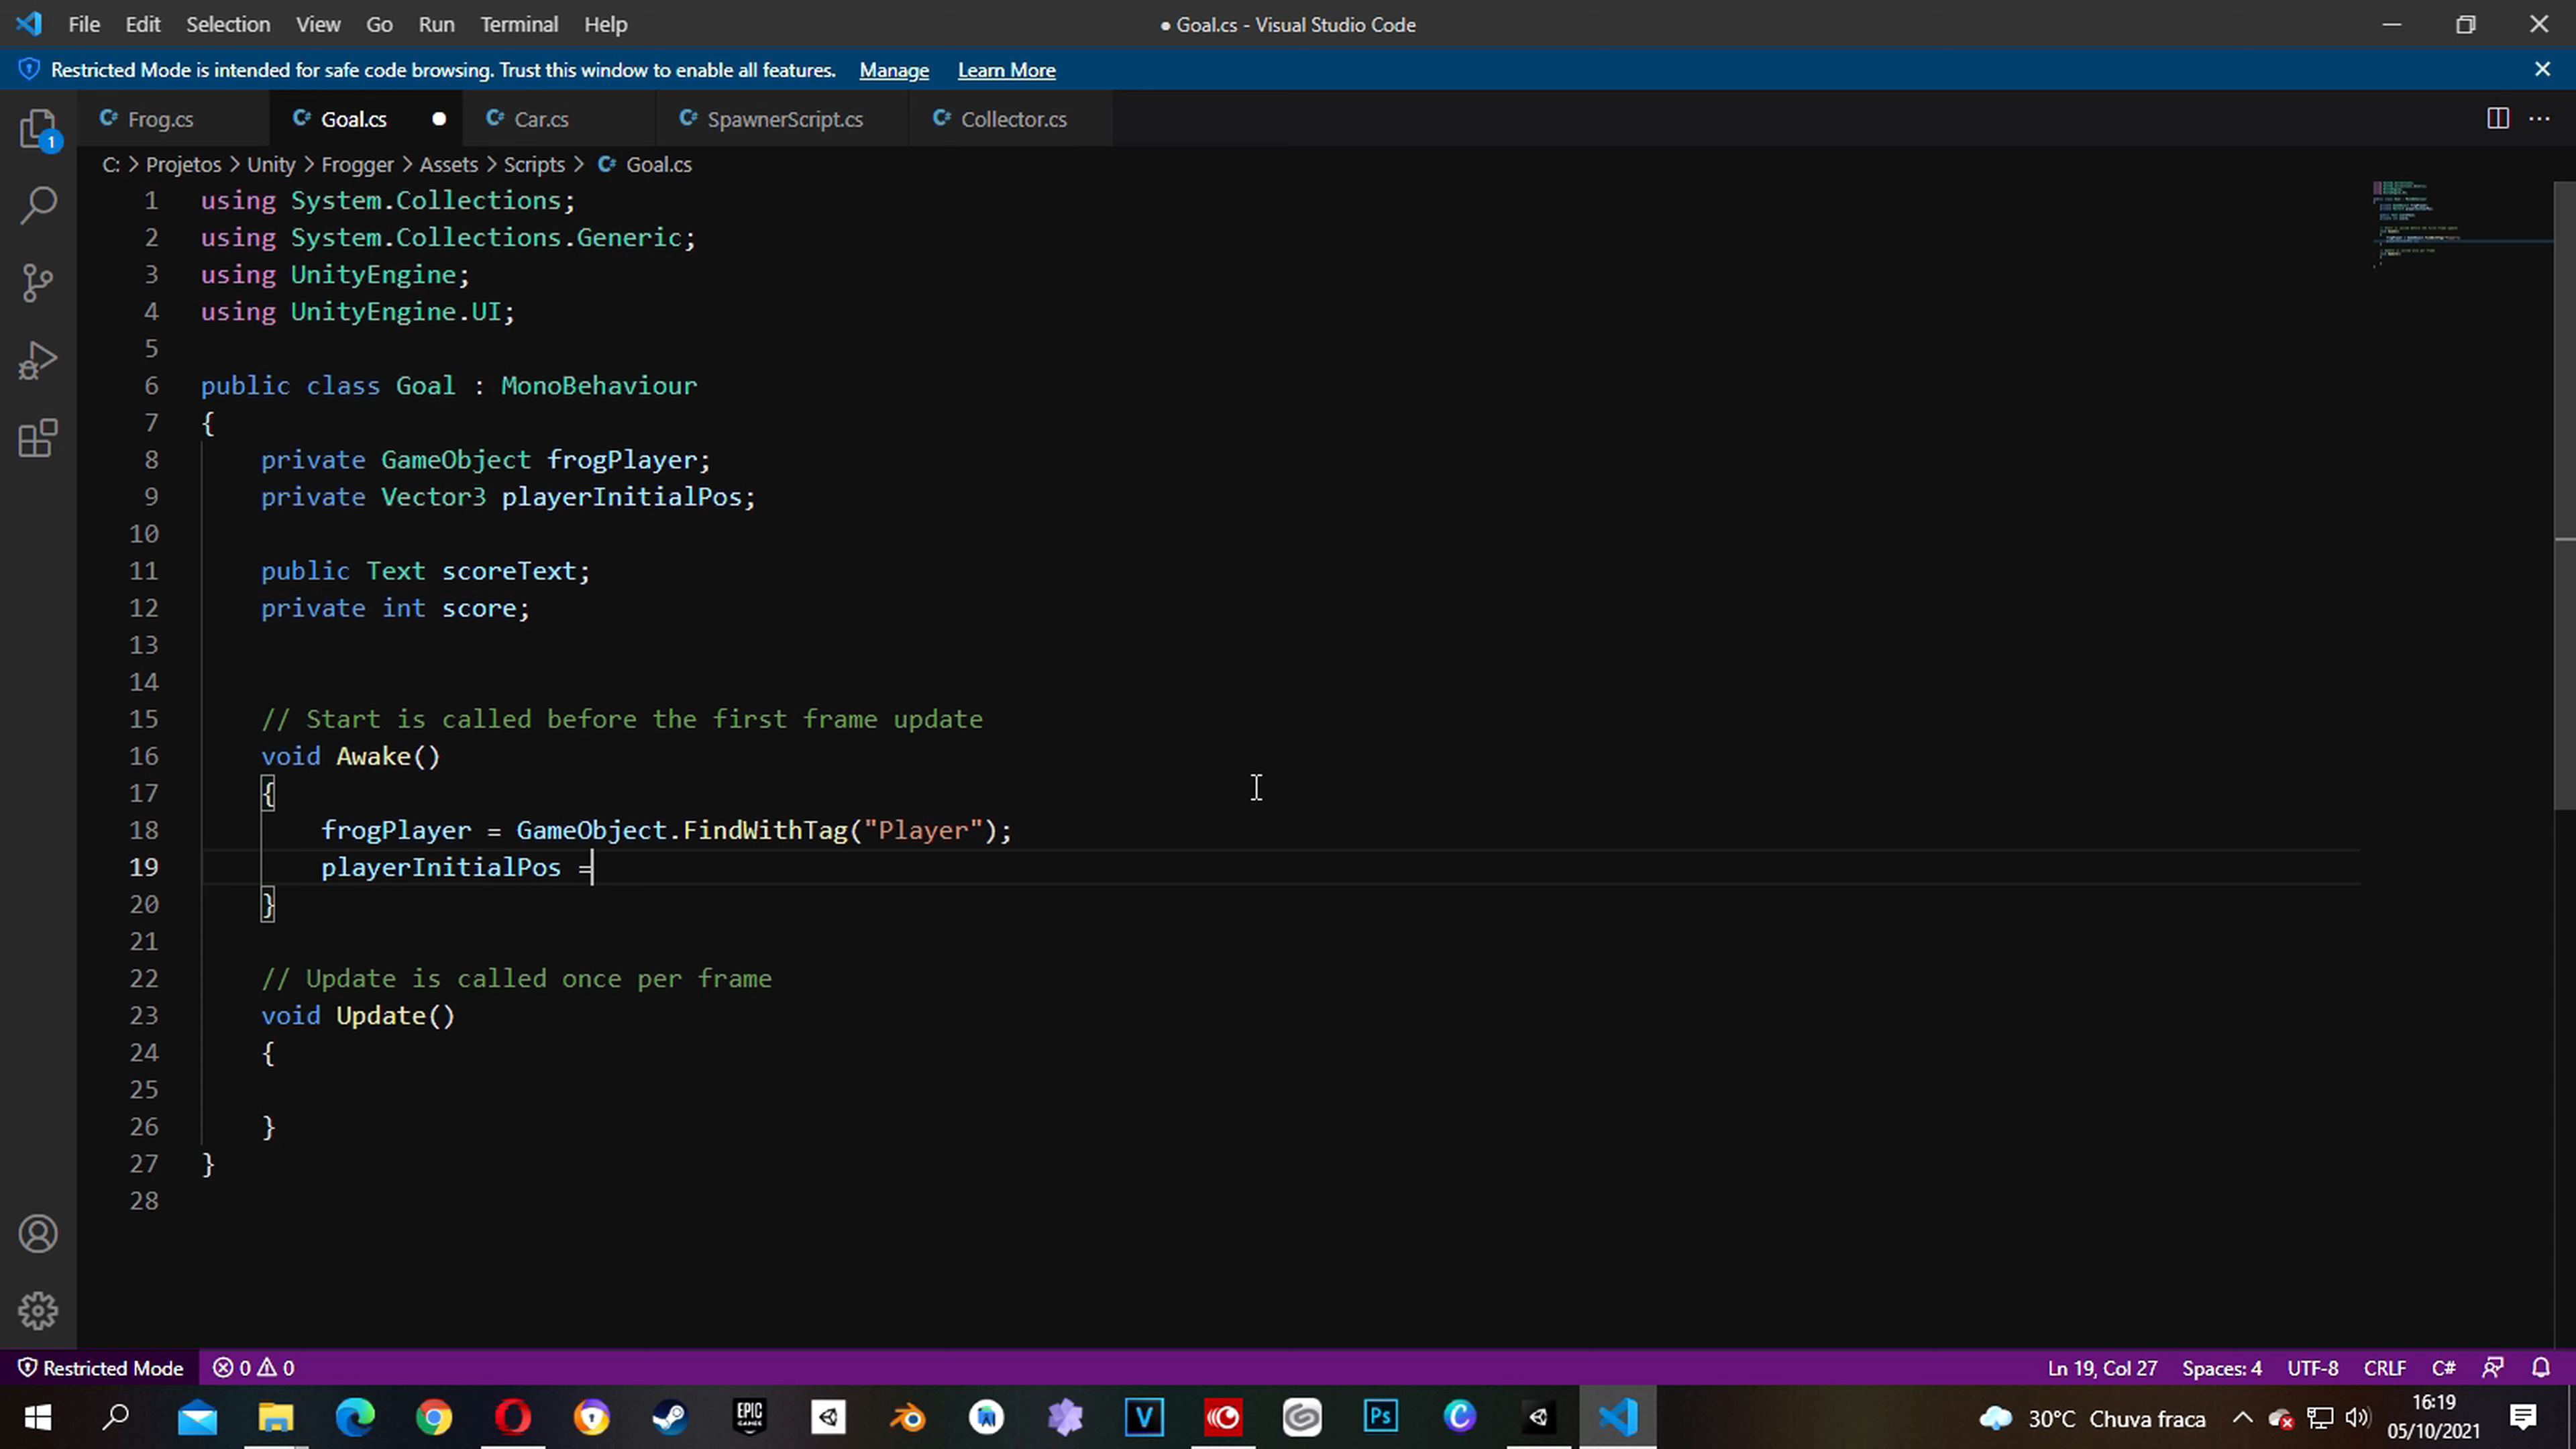 File Edit Selection View Go Run Terminal Help ● Goal.cs - Visual Studio Code
Restricted Mode is intended for safe code browsing. Trust this window to enable all features. Manage Learn More
Frog.cs Goal.cs Car.cs SpawnerScript.cs Collector.cs
1
C: > Projetos > Unity > Frogger > Assets > Scripts > Goal.cs
1 using System.Collections;
2 using System.Collections.Generic;
3 using UnityEngine;
4 using UnityEngine.UI;
5
6 public class Goal : MonoBehaviour
7 {
8 private GameObject frogPlayer;
9 private Vector3 playerInitialPos;
10
11 public Text scoreText;
12 private int score;
13
14
15 // Start is called before the first frame update
16 void Awake()
17 {
18 frogPlayer = GameObject.FindWithTag("Player");
19 playerInitialPos =
20 }
21
22 // Update is called once per frame
23 void Update()
24 {
25
26 }
27 }
28
Restricted Mode 0 0 Ln 19, Col 27 Spaces: 4 UTF-8 CRLF C#
EPIC GAMES V Ps C 30°C Chuva fraca 16:19
05/10/2021